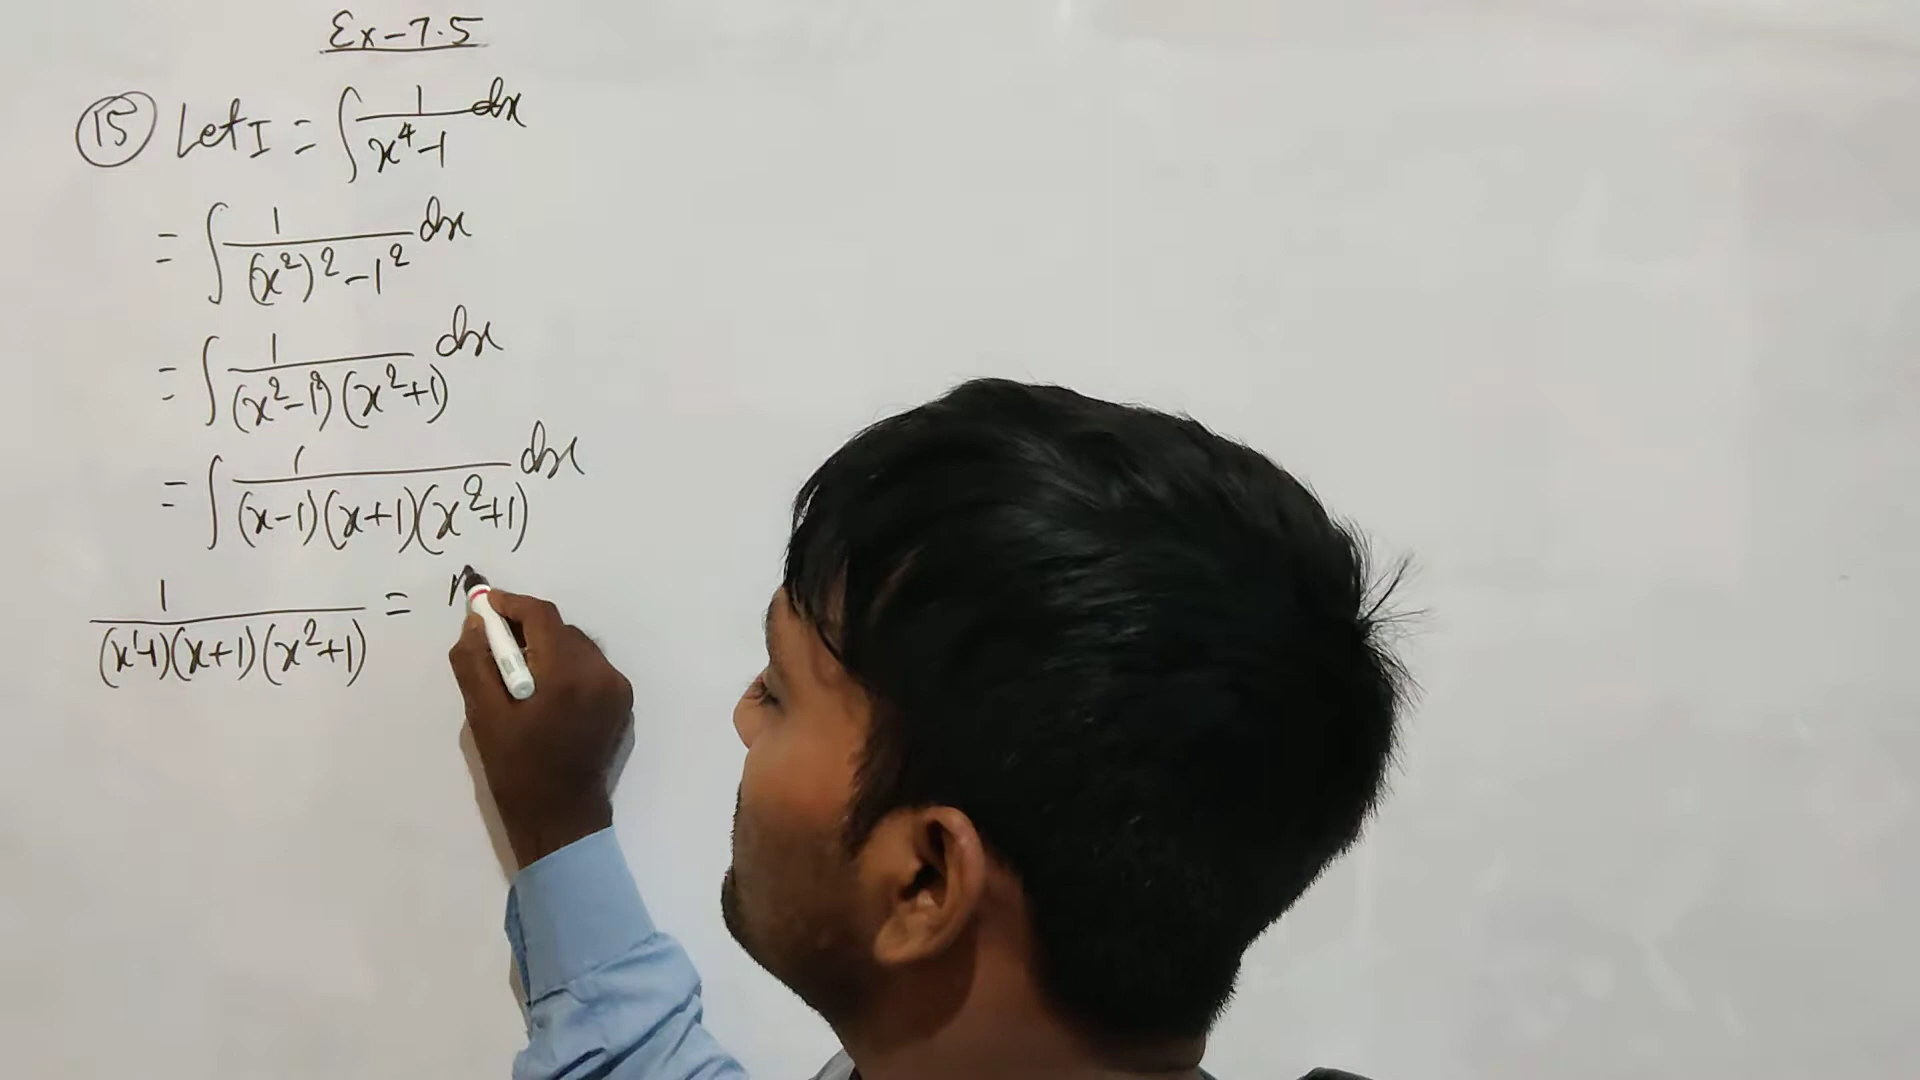 Ex-7.5
(15) Let I = ∫ 1/(x⁴-1) dx
= ∫ 1/((x²)²-1²) dx
= ∫ 1/((x²-1²)(x²+1)) dx
= ∫ 1/((x-1)(x+1)(x²+1)) dx
1/((x-1)(x+1)(x²+1)) =